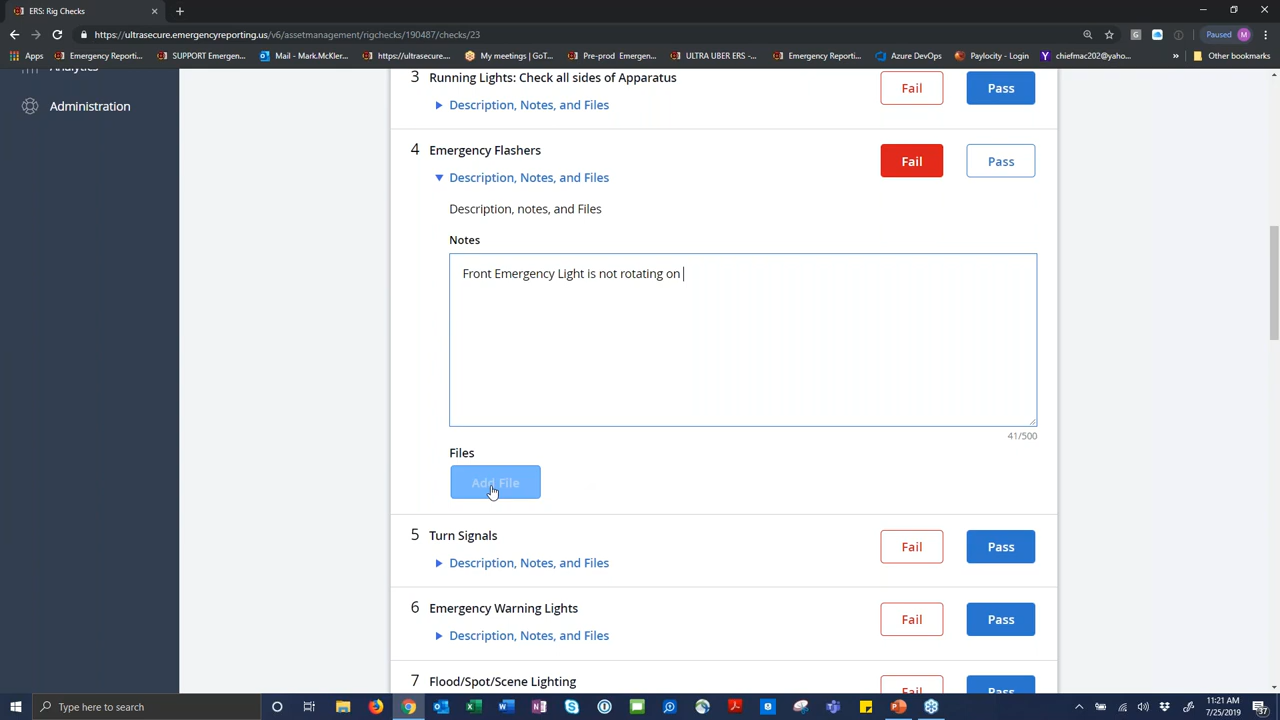 ERS: Rig Checks
https://ultrasecure.emergencyreporting.us/v6/assetmanagement/rigchecks/190487/checks/23
Paused
M
Apps
Emergency Reporti...
SUPPORT Emergen...
Mail - Mark.McKler...
https://ultrasecure....
My meetings | GoT...
Pre-prod Emergen...
ULTRA UBER ERS -...
Emergency Reporti...
Azure DevOps
Paylocity - Login
chiefmac202@yaho...
»
Other bookmarks
Analytics
Administration
3 Running Lights: Check all sides of Apparatus
Fail
Pass
Description, Notes, and Files
4 Emergency Flashers
Fail
Pass
Description, Notes, and Files
Description, notes, and Files
Notes
Front Emergency Light is not rotating on
41/500
Files
Add File
5 Turn Signals
Fail
Pass
Description, Notes, and Files
6 Emergency Warning Lights
Fail
Pass
Description, Notes, and Files
7 Flood/Spot/Scene Lighting
Fail
Pass
Type here to search
11:21 AM
7/25/2019